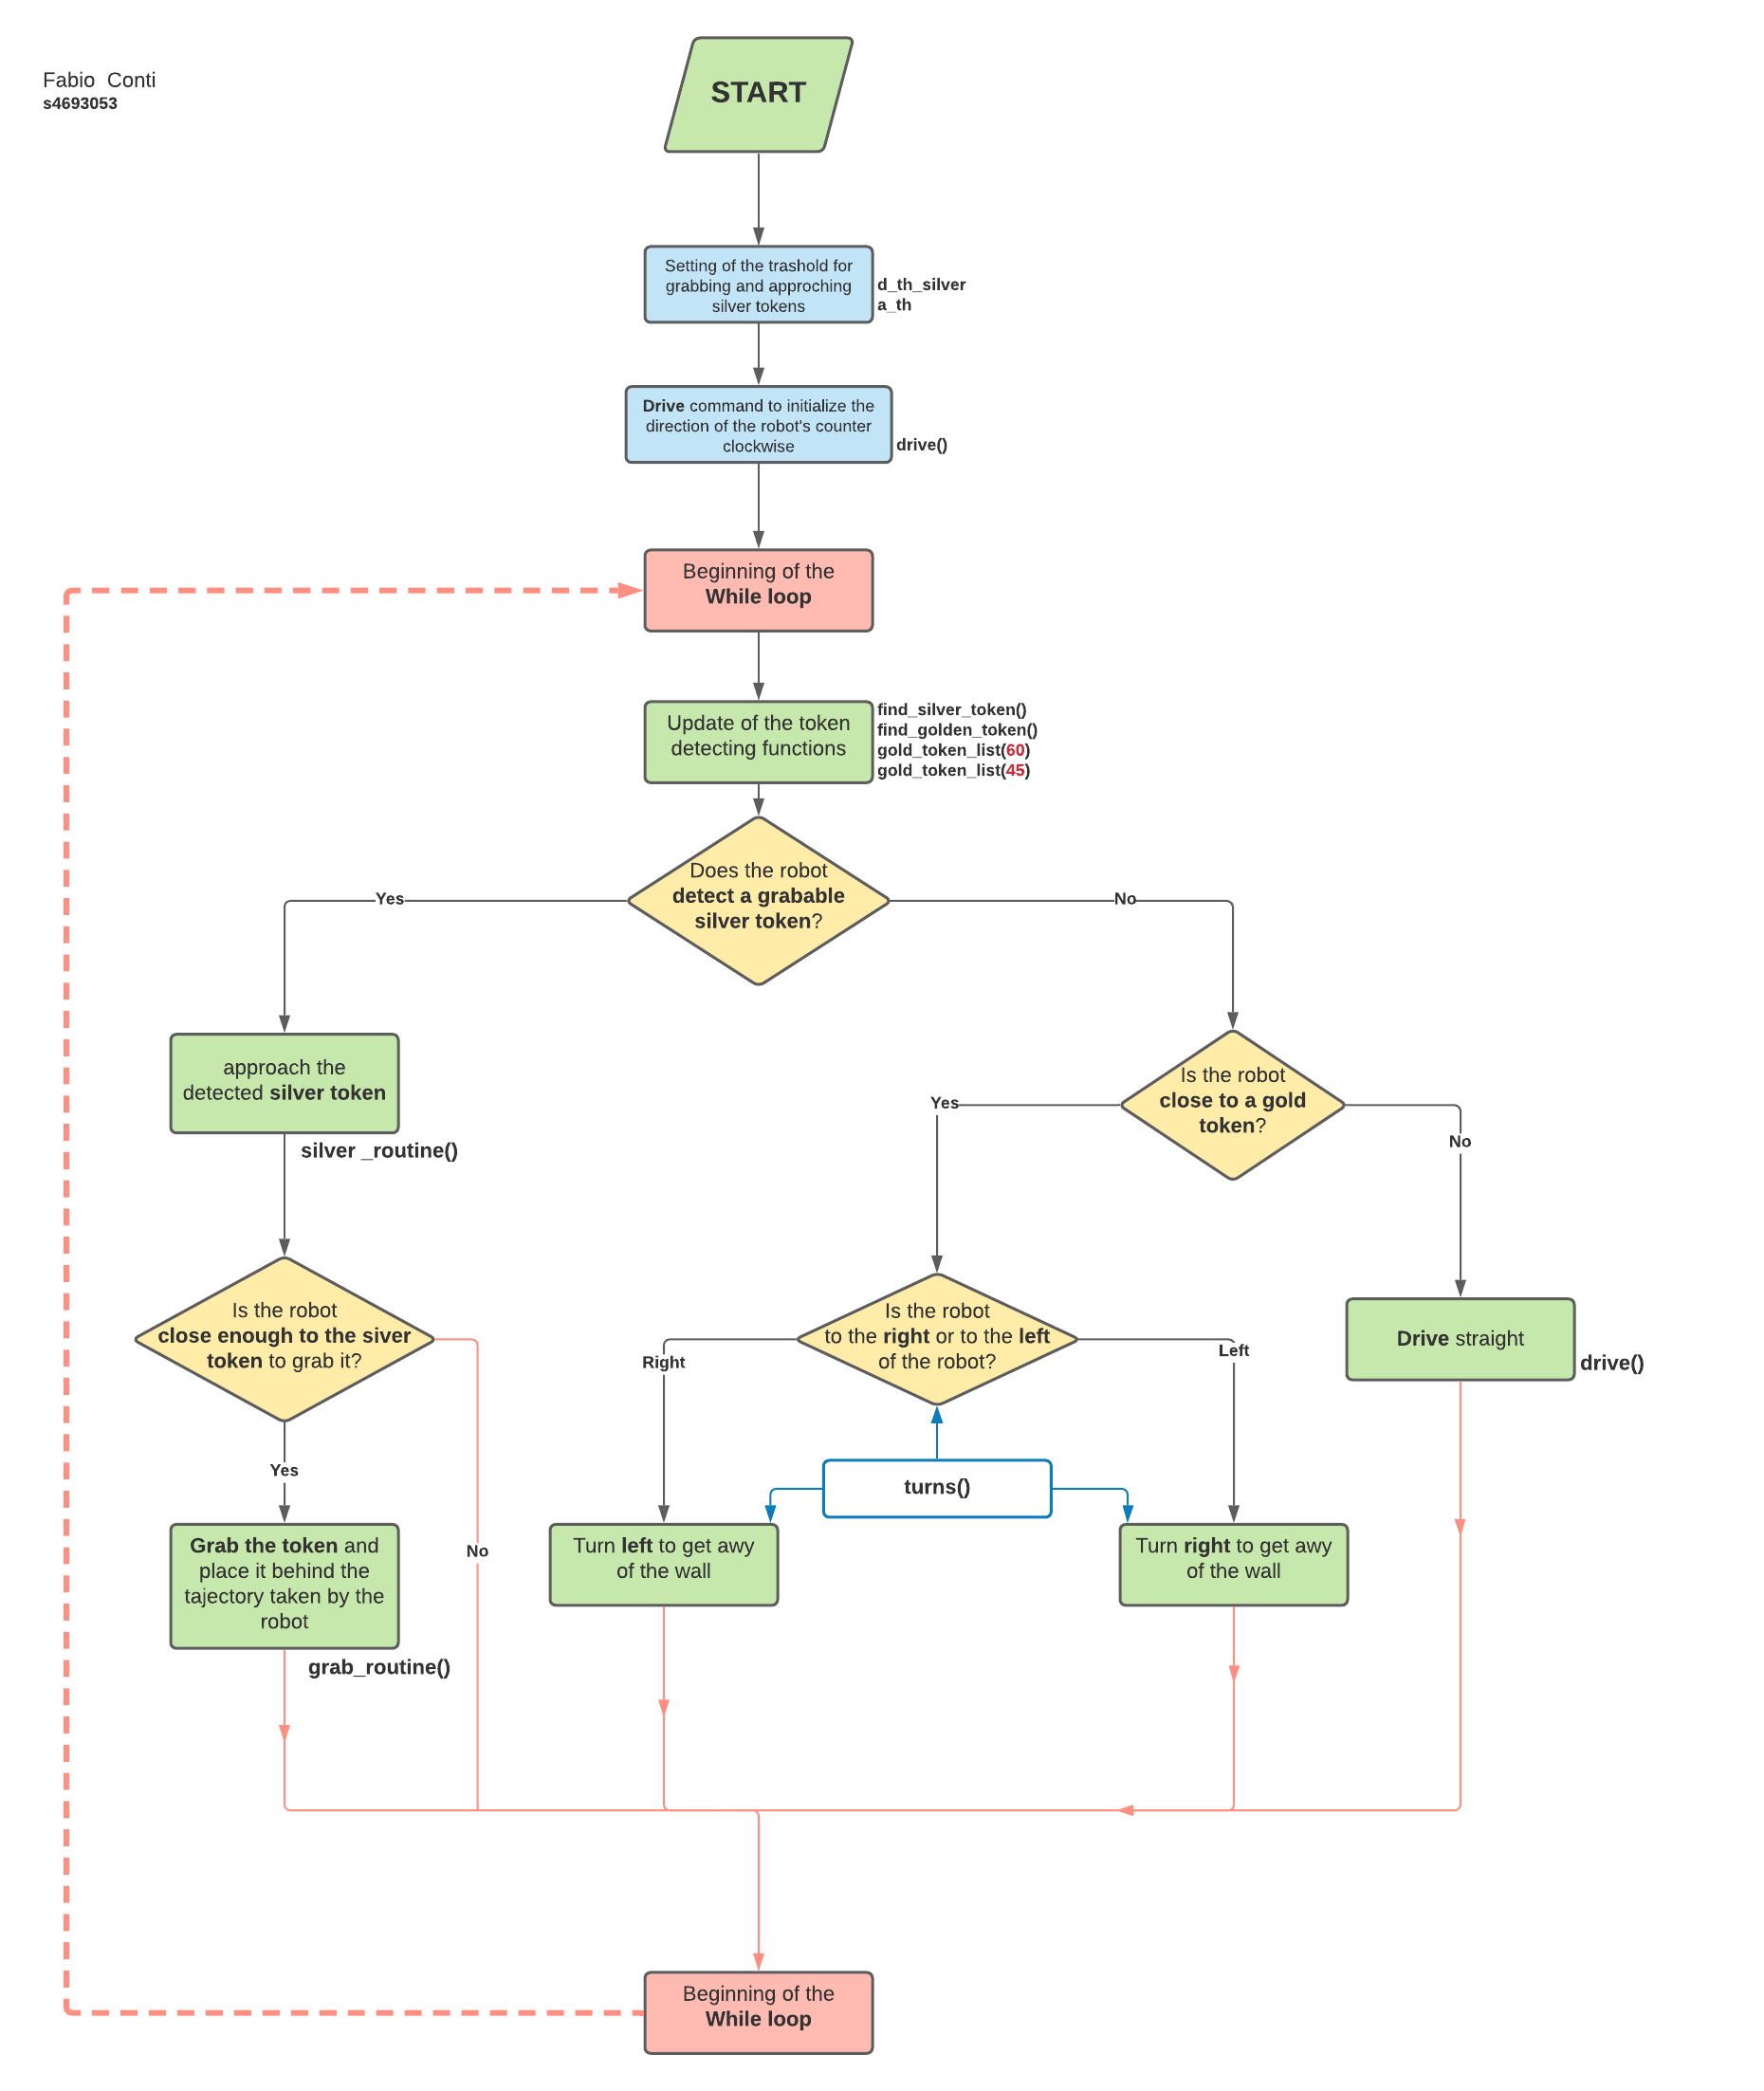 Fabio  Conti
s4693053
START
Setting of the trashold for
grabbing and approching
silver tokens
d_th_silver
a_th
Drive command to initialize the
direction of the robot's counter
clockwise
drive()
Beginning of the
While loop
Update of the token
detecting functions
find_silver_token()
find_golden_token()
gold_token_list(60)
gold_token_list(45)
Does the robot
detect a grabable
silver token?
Yes
No
approach the
detected silver token
silver _routine()
Is the robot
close to a gold
token?
Yes
No
Is the robot
close enough to the siver
token to grab it?
Is the robot
to the right or to the left
of the robot?
Right
Left
Drive straight
drive()
Yes
No
turns()
Grab the token and
place it behind the
tajectory taken by the
robot
grab_routine()
Turn left to get awy
of the wall
Turn right to get awy
of the wall
Beginning of the
While loop